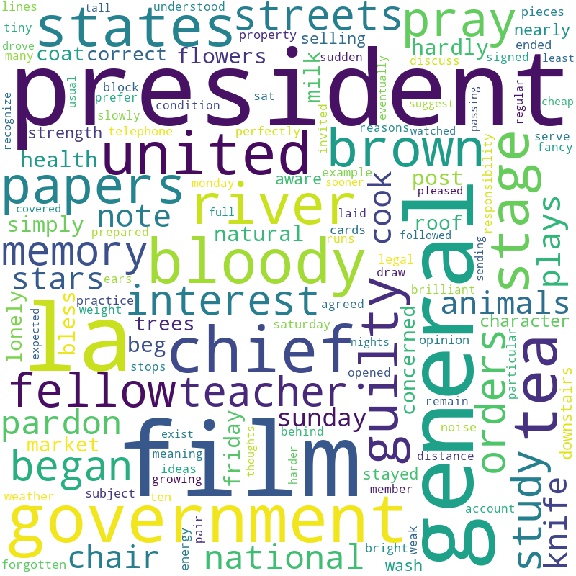 lines
tall
understood
property
selling
streets
pray
pieces
nearly
tiny
states
drove
many
coat
correct
flowers
milk
eventually
hardly
signed
discuss
ended
least
president
recognize
usual
block
prefer
slowly
condition
sat
sudden
suggest
watched
passing
regular
cheap
serve
fancy
strength
telephone
perfectly
invited
reasons
health
united
brown
aware
example
sooner
cook
post
pleased
roof
general
stage
responsibility
plays
papers
monday
covered
prepared
note
river
full
laid
cards
runs
natural
simply
ears
followed
sending
memory
bloody
legal
draw
brilliant
animals
stars
practice
weight
interest
agreed
guilty
concerned
opinion
character
particular
lonely
bless
expected
la
trees
saturday
nights
stops
beg
chief
opened
remain
noise
orders
tea
downstairs
fellow
teacher
distance
pardon
film
sunday
market
exist
meaning
ideas
growing
friday
thoughts
behind
harder
stayed
member
study
knife
began
weather
subject
ten
government
account
forgotten
chair
energy
pair
national
bright
weak
wash